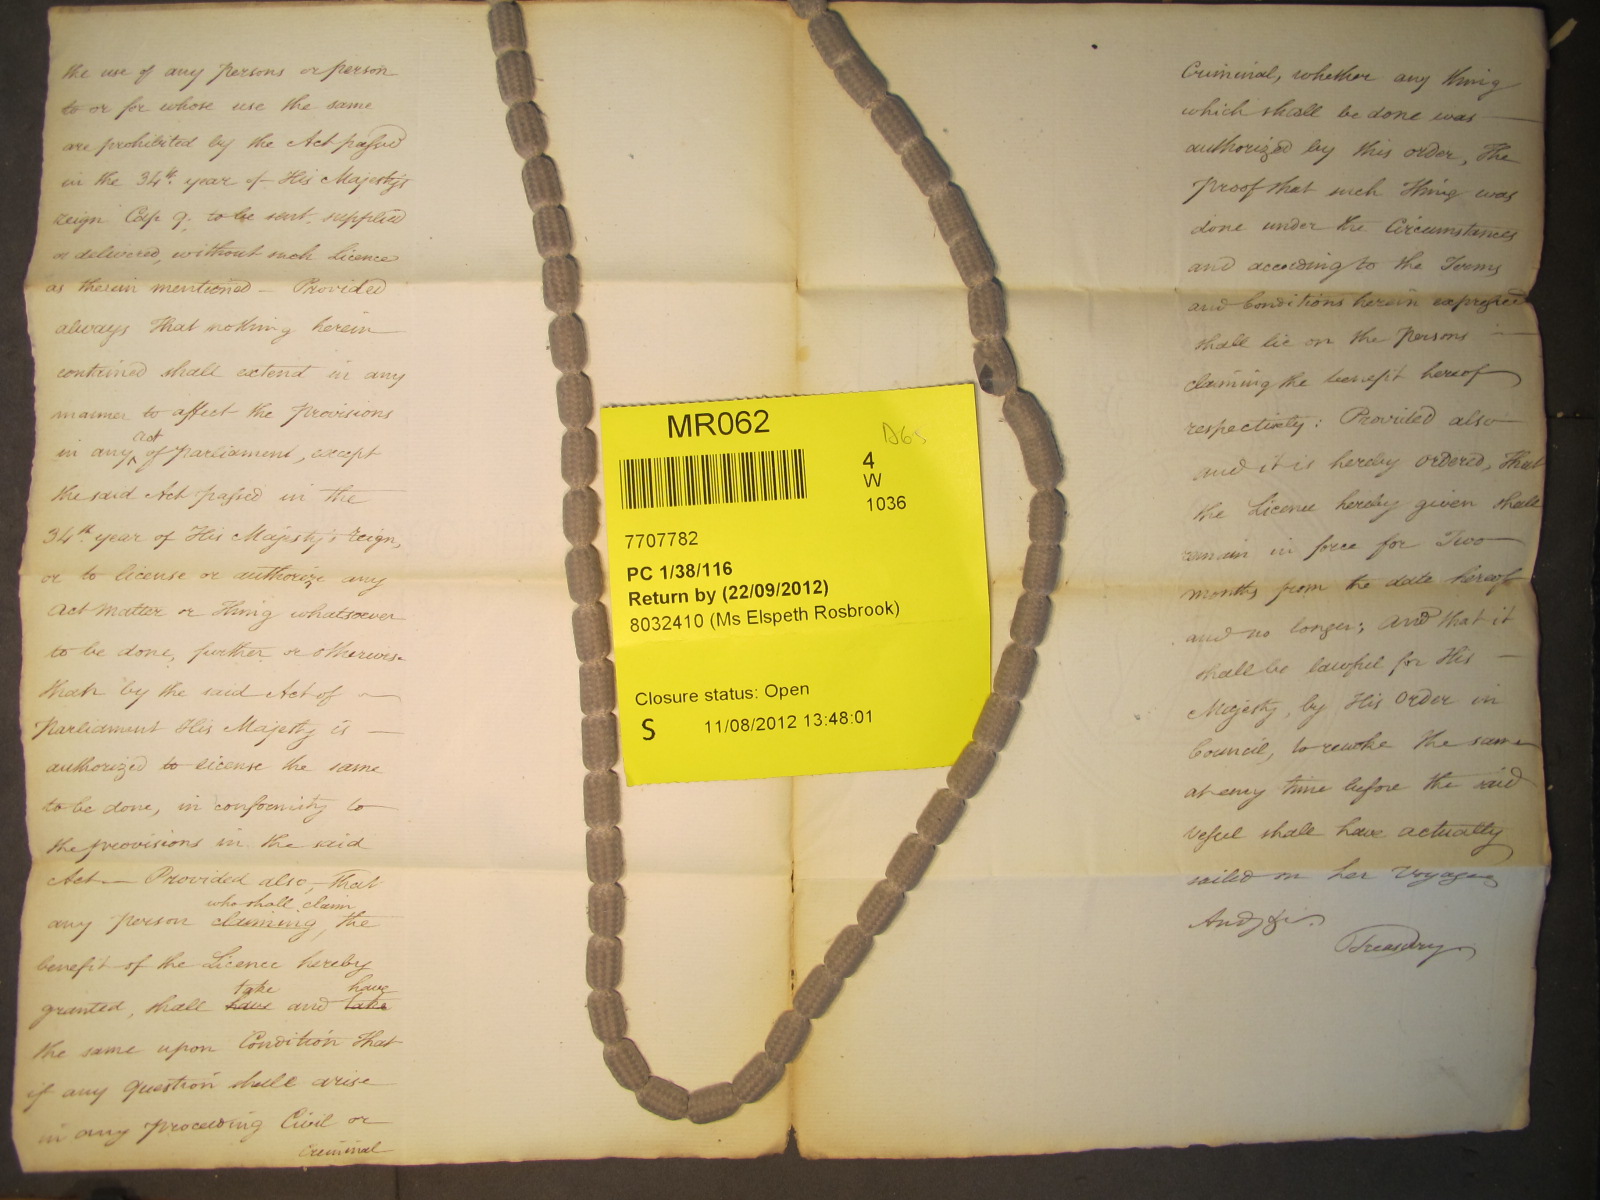 the use of any Persons or person
to or for whose use the same
are prohibited by the Act passed
in the 34th. year of His Majesty's
reign Cap 9. to be sent, supplied
or delivered, without such licence
as therein mentioned — Provided
always That nothing herein
contained shall extend in any
manner to affect the provisions
act
in any of Parliament, except
the said Act passed in the
34th year of His Majesty's reign,
or to license or authorize any
Act Matter or Thing whatsoever
to be done, further or otherwise
than by the said Act of
Parliament His Majesty is —
authorized to license the same
to be done, in conformity to
the provisions in the said
Act — Provided also, That
who shall claim
any Person claiming, the
benefit of the Licence hereby
take have
granted, shall have and take
the same upon Condition That
if any Question shall arise
in any proceeding Civil or
criminal
Criminal, whether any thing
which shall be done was —
authorized by this order, The
Proof that such Thing was
done under the Circumstances
and according to the Terms
and Conditions herein expressed
shall lie on the Persons —
claiming the benefit hereof
respectively: Provided also
and it is hereby ordered, That
the Licence hereby given shall
remain in force for Two
months from the date hereof
and no longer; And that it
shall be lawful for His —
Majesty, by His Order in
Council, to revoke the same
at any time before the said
Vessel shall have actually
sailed on her Voyage
And &c.
Treasury
MR062
4
W
1036
7707782
PC 1/38/116
Return by (22/09/2012)
8032410 (Ms Elspeth Rosbrook)
Closure status: Open
S 11/08/2012 13:48:01